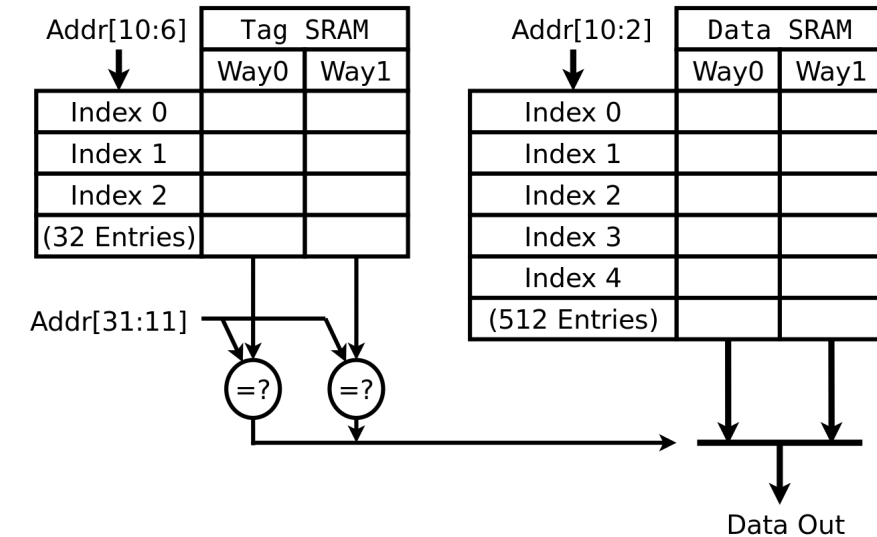 Addr[10:6]
Tag SRAM
Way0 Way1
Index 0
Index 1
Index 2
(32 Entries)
Addr[31:11]
=? =?
Addr[10:2]
Data SRAM
Way0 Way1
Index 0
Index 1
Index 2
Index 3
Index 4
(512 Entries)
Data Out